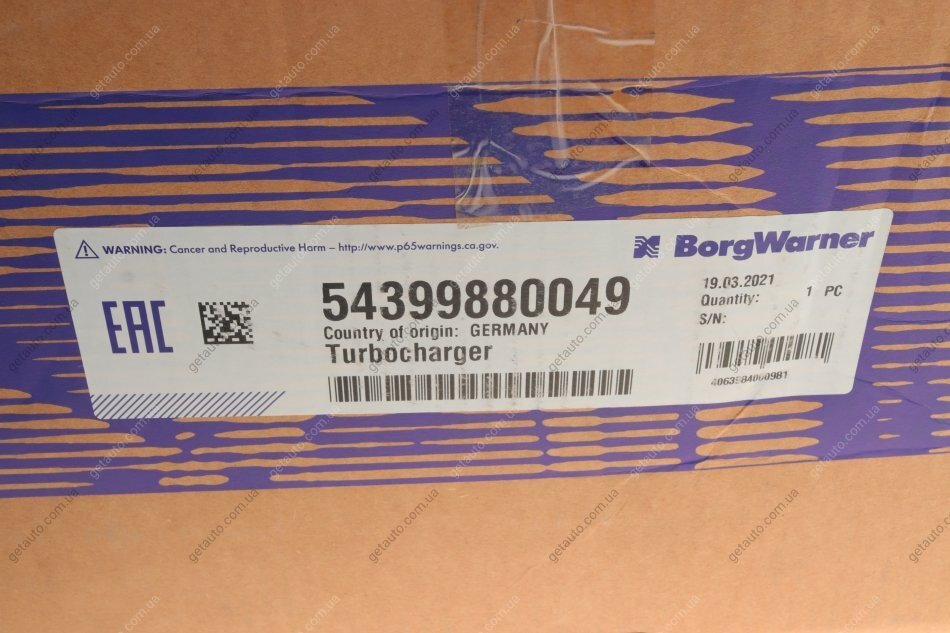 WARNING: Cancer and Reproductive Harm – http://www.p65warnings.ca.gov.
BorgWarner
EAC
54399880049
Country of origin: GERMANY
Turbocharger
19.03.2021
Quantity: 1 PC
S/N:
4063984000981
getauto.com.ua